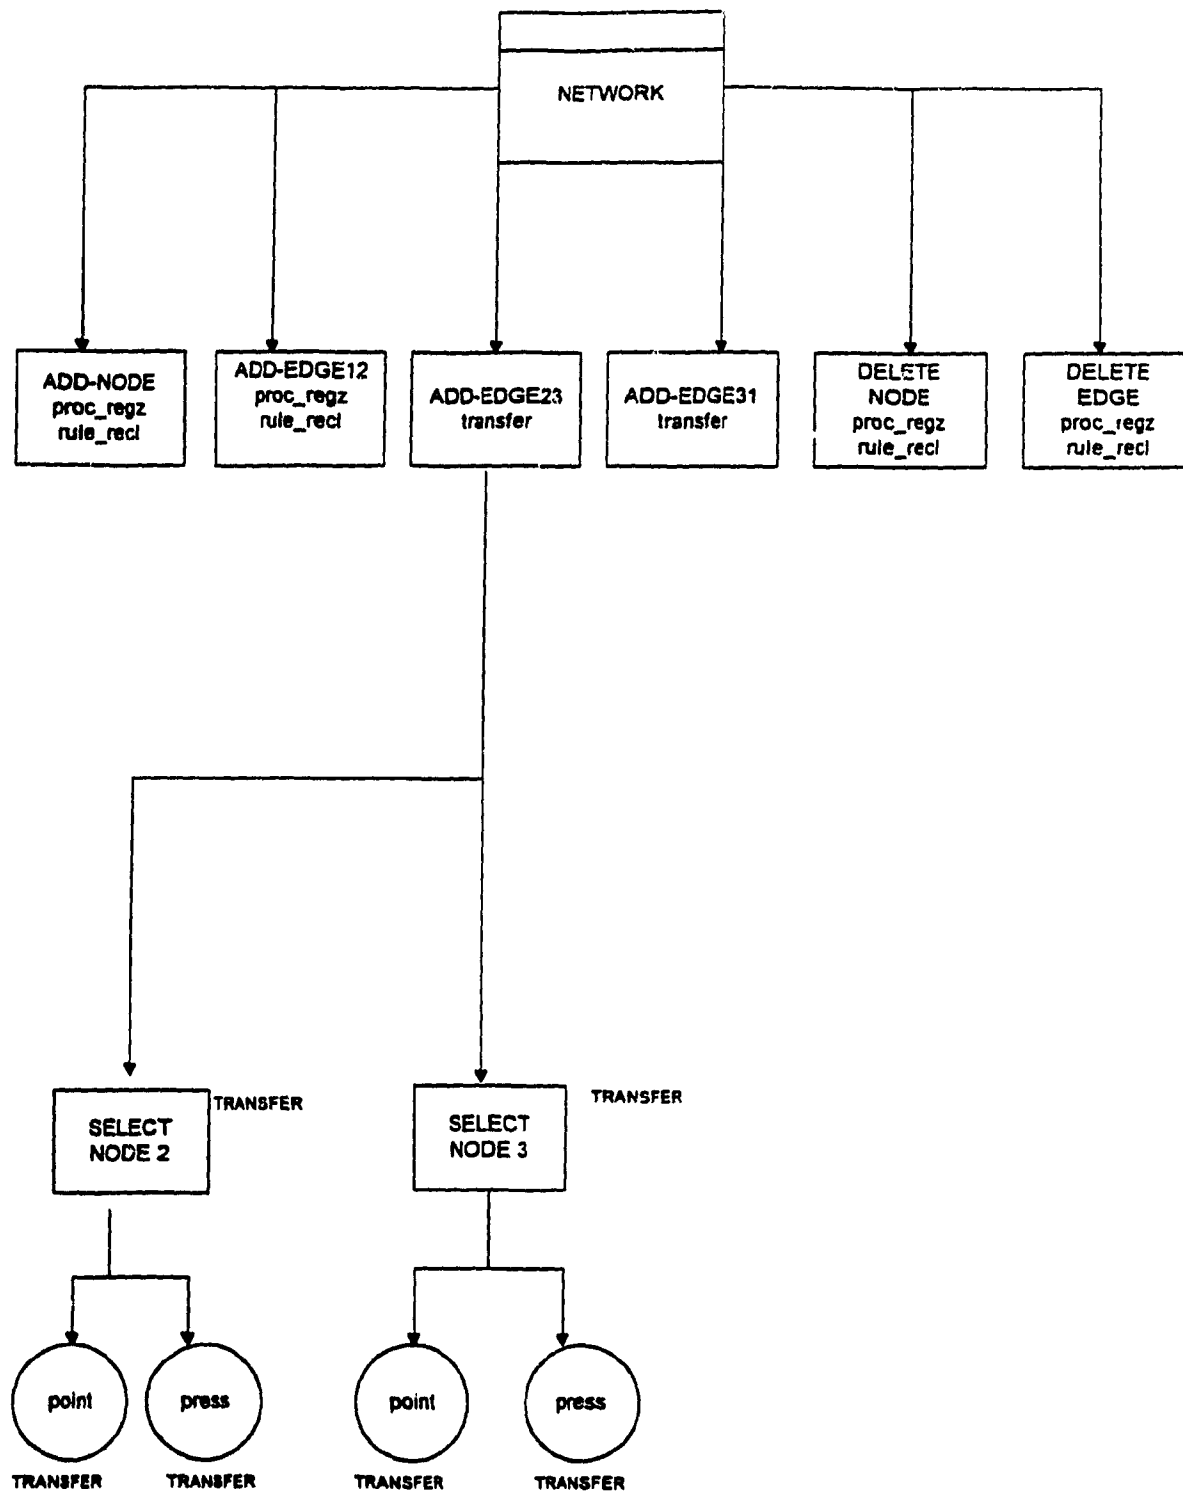 NETWORK
ADD-NODE
proc_regz
rule_recl
ADD-EDGE12
proc_regz
rule_recl
ADD-EDGE23
transfer
ADD-EDGE31
transfer
DELETE
NODE
proc_regz
rule_recl
DELETE
EDGE
proc_regz
rule_recl
SELECT
NODE 2
TRANSFER
SELECT
NODE 3
TRANSFER
point
press
point
press
TRANSFER
TRANSFER
TRANSFER
TRANSFER